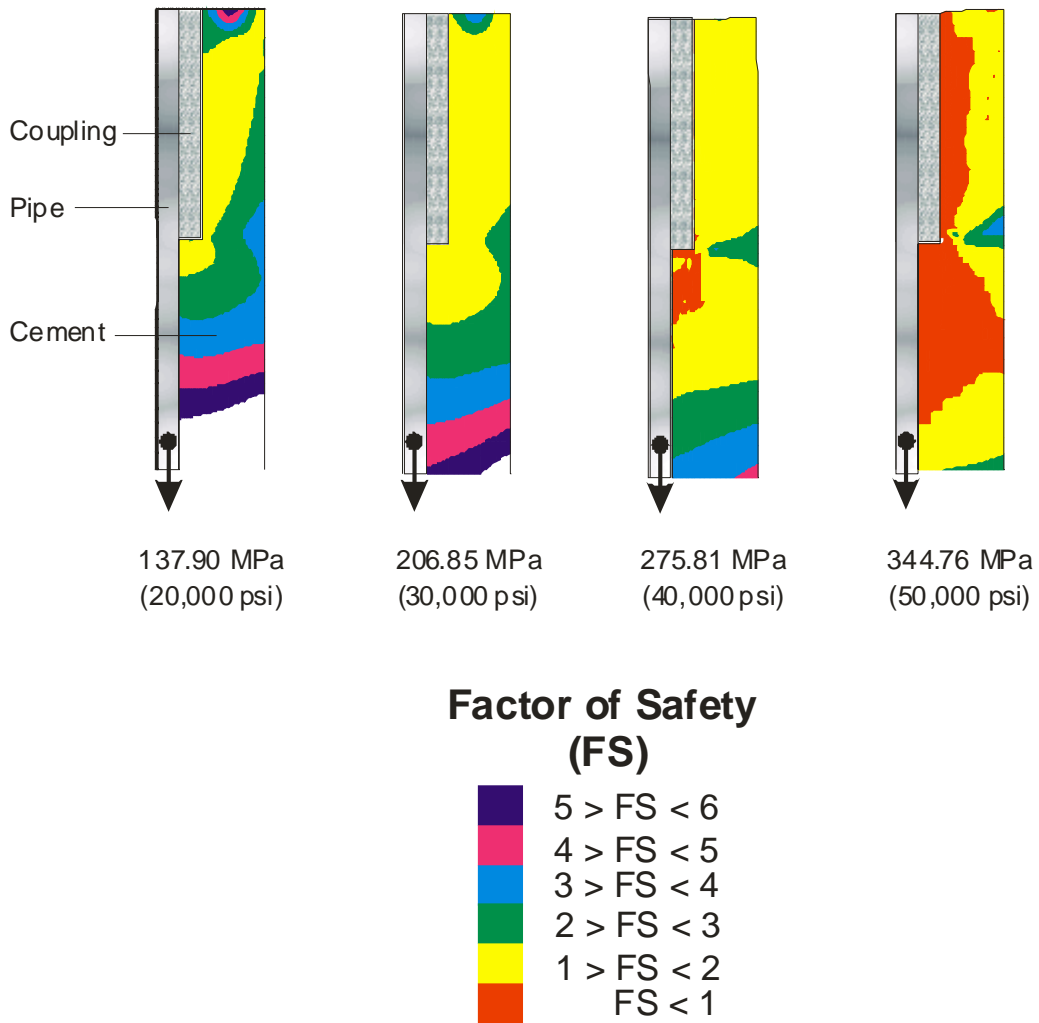 Coupling
Pipe
Cement
137.90 MPa
(20,000 psi)
206.85 MPa
(30,000 psi)
275.81 MPa
(40,000 psi)
344.76 MPa
(50,000 psi)
Factor of Safety
(FS)
5 > FS < 6
4 > FS < 5
3 > FS < 4
2 > FS < 3
1 > FS < 2
FS < 1